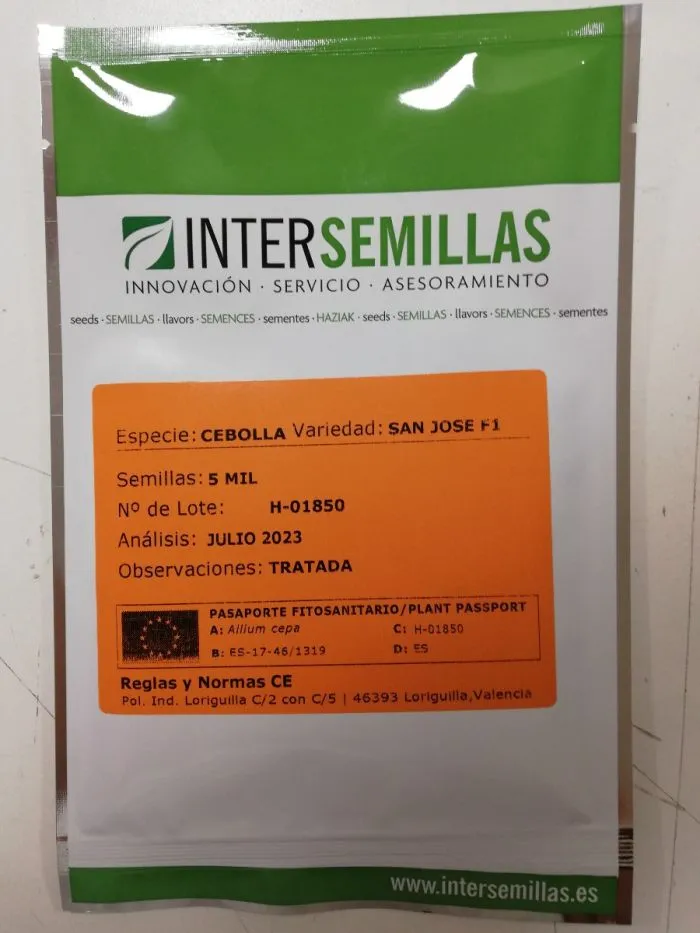 INTERSEMILLAS
INNOVACIÓN · SERVICIO · ASESORAMIENTO
seeds · SEMILLAS · llavors · SEMENCES · sementes · HAZIAK · seeds · SEMILLAS · llavors · SEMENCES · sementes
Especie: CEBOLLA Variedad: SAN JOSE F1
Semillas: 5 MIL
Nº de Lote: H-01850
Análisis: JULIO 2023
Observaciones: TRATADA
PASAPORTE FITOSANITARIO/PLANT PASSPORT
A: Allium cepa C: H-01850
B: ES-17-46/1319 D: ES
Reglas y Normas CE
Pol. Ind. Loriguilla C/2 con C/5 | 46393 Loriguilla,Valencia
www.intersemillas.es